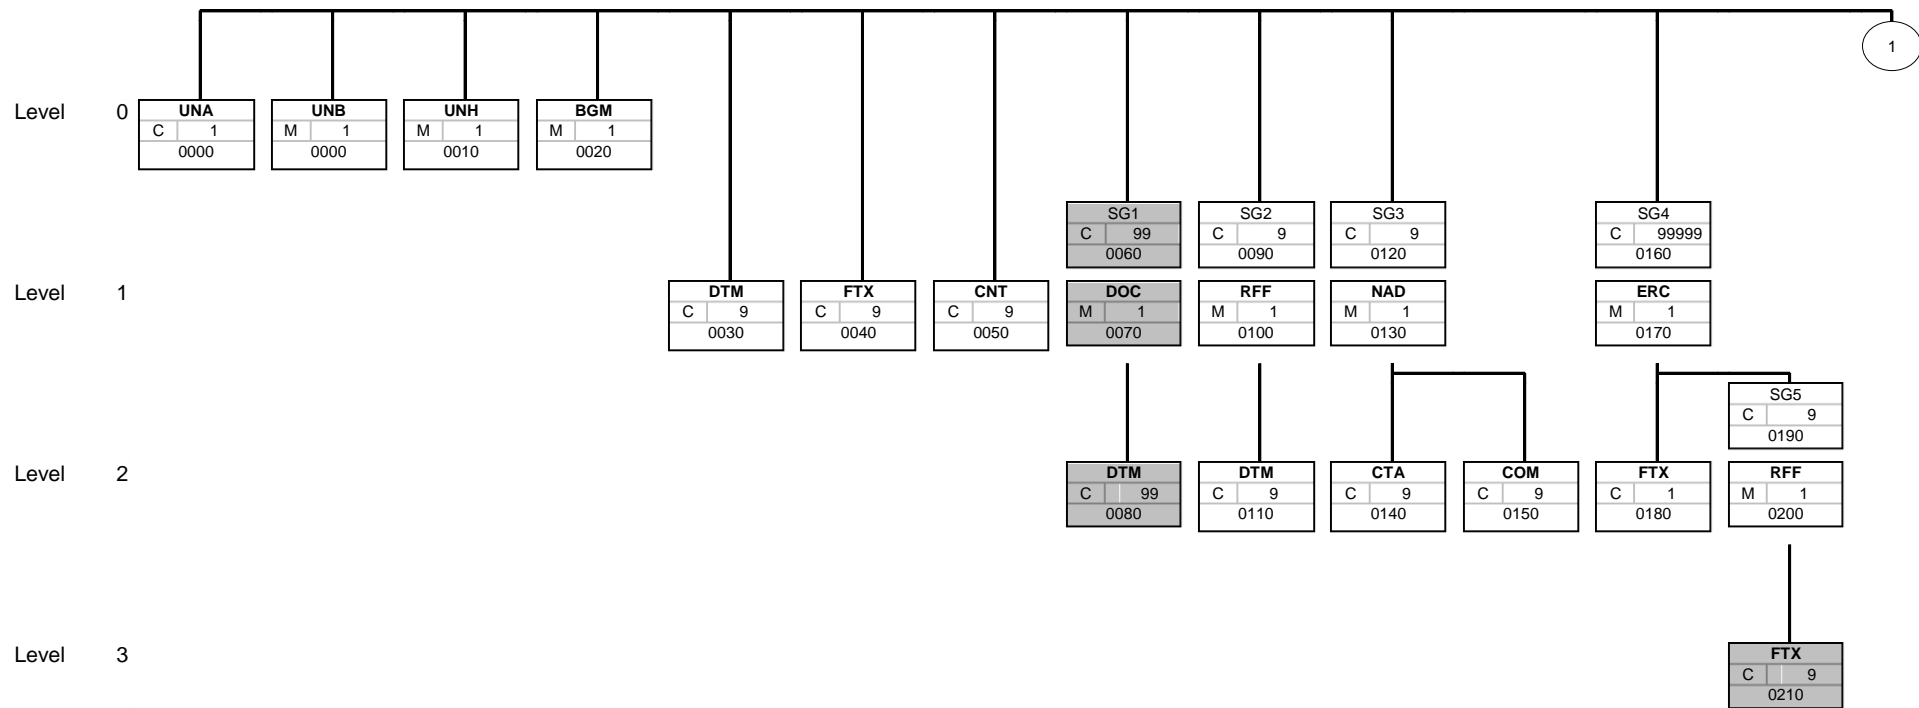 1
Level 0
UNA
C 1
0000
UNB
M 1
0000
UNH
M 1
0010
BGM
M 1
0020
SG1
C 99
0060
SG2
C 9
0090
SG3
C 9
0120
SG4
C 99999
0160
Level 1
DTM
C 9
0030
FTX
C 9
0040
CNT
C 9
0050
DOC
M 1
0070
RFF
M 1
0100
NAD
M 1
0130
ERC
M 1
0170
SG5
C 9
0190
Level 2
DTM
C 99
0080
DTM
C 9
0110
CTA
C 9
0140
COM
C 9
0150
FTX
C 1
0180
RFF
M 1
0200
Level 3
FTX
C 9
0210